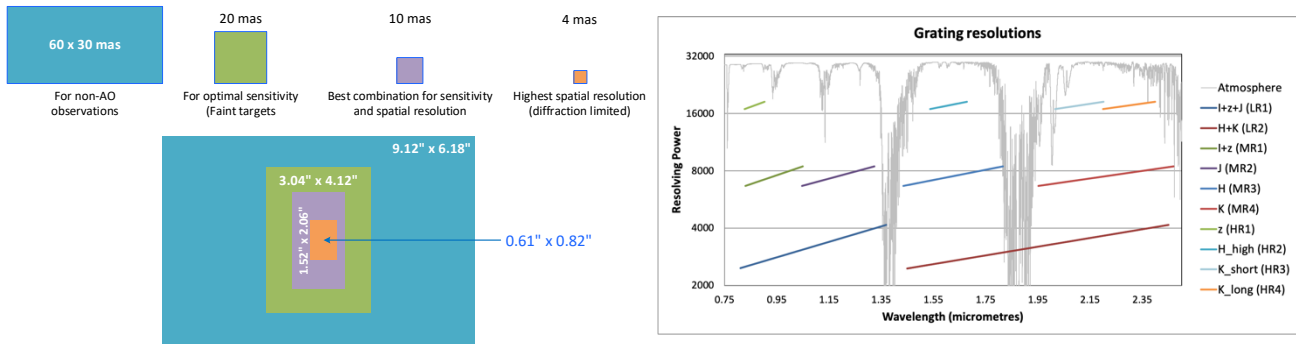 20 mas
10 mas
4 mas
60 x 30 mas
For non-AO
observations
For optimal sensitivity
(Faint targets
Best combination for sensitivity
and spatial resolution
Highest spatial resolution
(diffraction limited)
9.12" x 6.18"
3.04" x 4.12"
1.52" x 2.06"
0.61" x 0.82"
Grating resolutions
Resolving Power
32000
16000
8000
4000
2000
0.75
0.95
1.15
1.35
1.55
1.75
1.95
2.15
2.35
Wavelength (micrometres)
Atmosphere
I+z+J (LR1)
H+K (LR2)
I+z (MR1)
J (MR2)
H (MR3)
K (MR4)
z (HR1)
H_high (HR2)
K_short (HR3)
K_long (HR4)